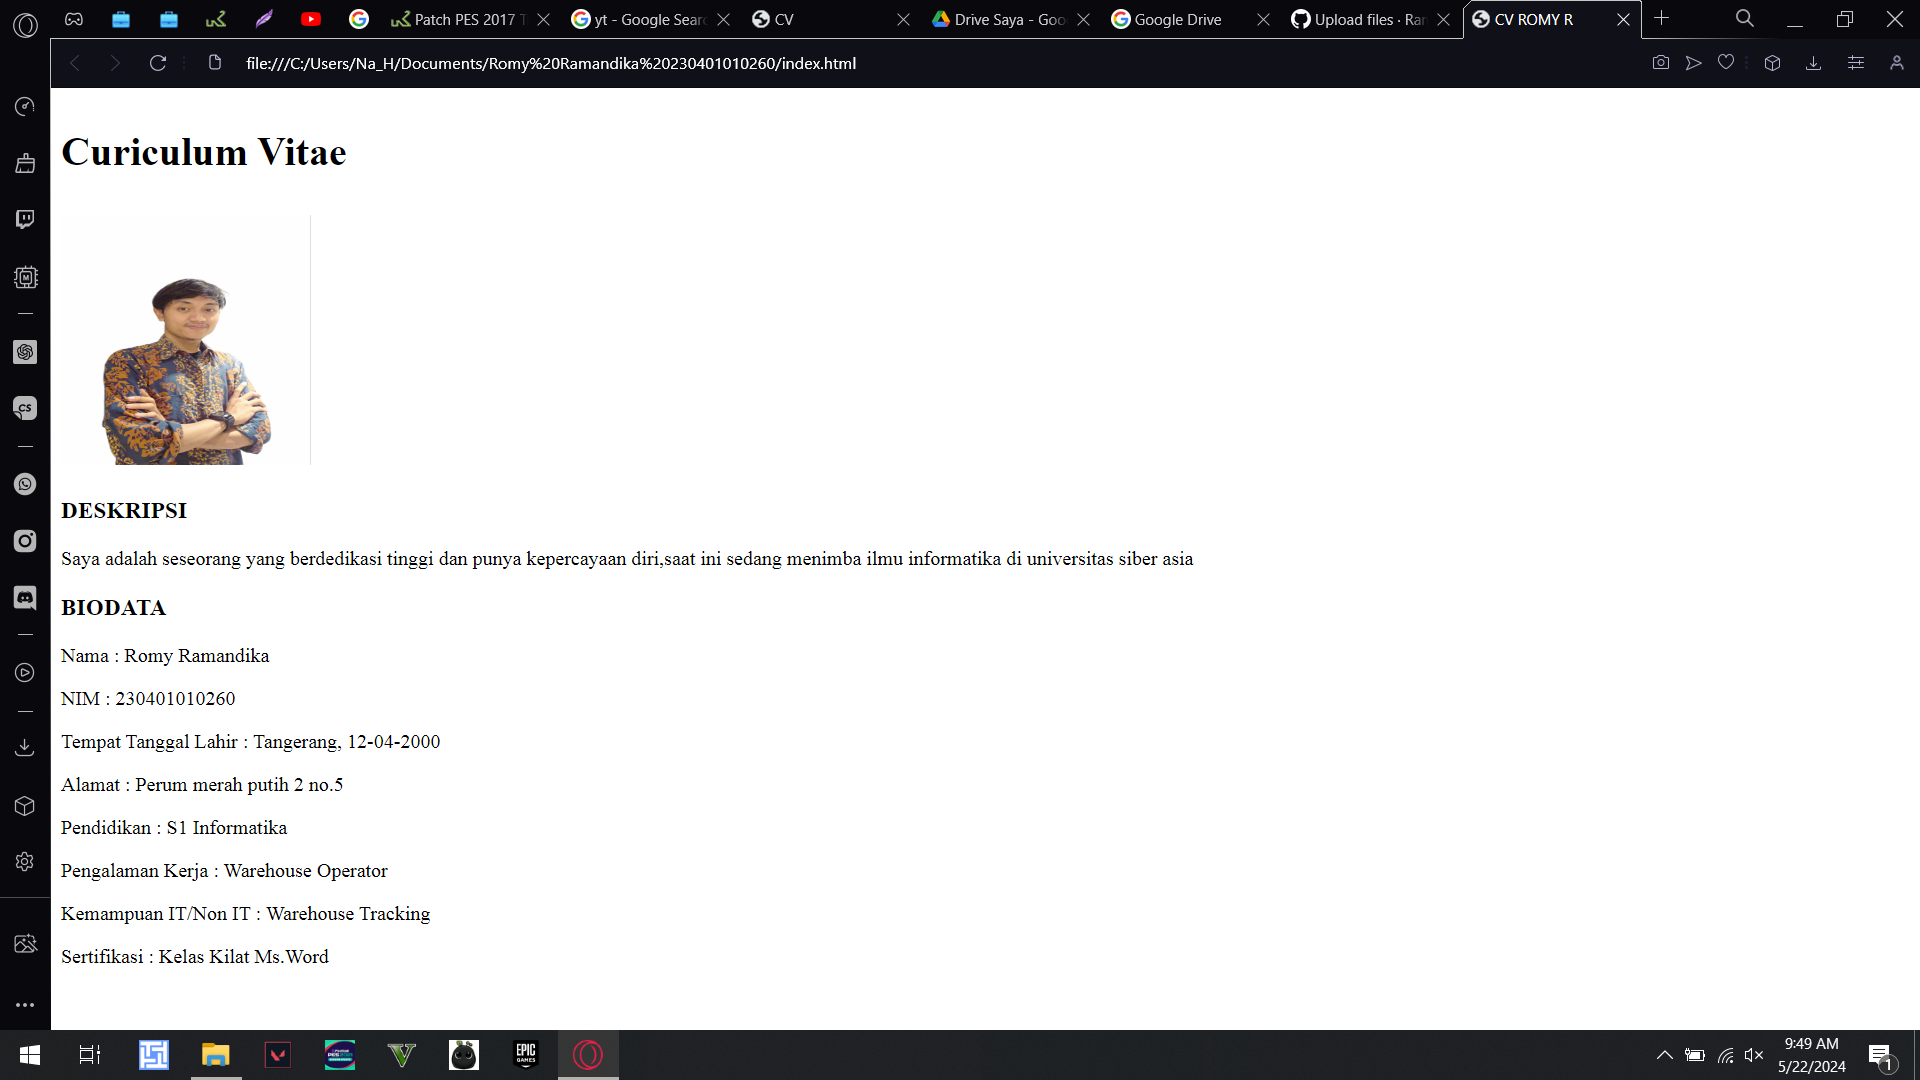 Patch PES 2017 T
yt - Google Sear
CV
Drive Saya - Goo
Google Drive
Upload files · Ran
CV ROMY R
file:///C:/Users/Na_H/Documents/Romy%20Ramandika%20230401010260/index.html
Curiculum Vitae
DESKRIPSI
Saya adalah seseorang yang berdedikasi tinggi dan punya kepercayaan diri,saat ini sedang menimba ilmu informatika di universitas siber asia
BIODATA
Nama : Romy Ramandika
NIM : 230401010260
Tempat Tanggal Lahir : Tangerang, 12-04-2000
Alamat : Perum merah putih 2 no.5
Pendidikan : S1 Informatika
Pengalaman Kerja : Warehouse Operator
Kemampuan IT/Non IT : Warehouse Tracking
Sertifikasi : Kelas Kilat Ms.Word
CS
EPIC
GAMES
9:49 AM
5/22/2024
1